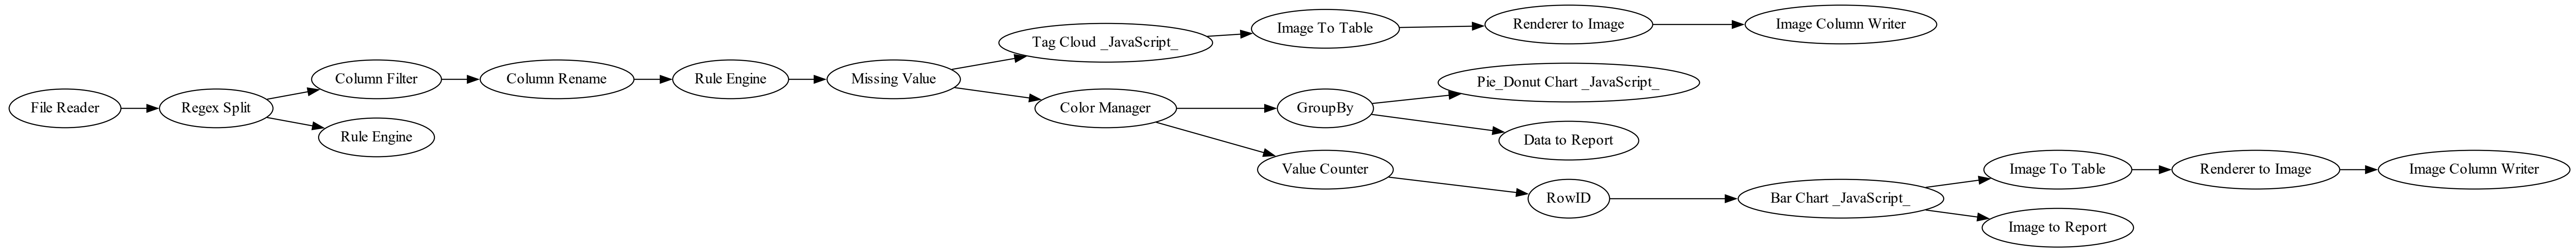 File Reader
Regex Split
Column Filter
Rule Engine
Column Rename
Rule Engine
Missing Value
Tag Cloud _JavaScript_
Color Manager
Image To Table
GroupBy
Value Counter
Renderer to Image
Pie_Donut Chart _JavaScript_
Data to Report
RowID
Image Column Writer
Bar Chart _JavaScript_
Image To Table
Image to Report
Renderer to Image
Image Column Writer